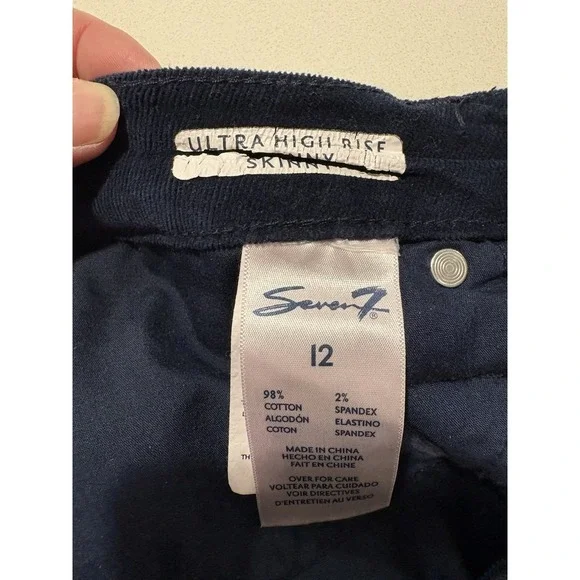 ULTRA HIGH RISE
SKINNY
Seven7®
12
98% 2%
COTTON SPANDEX
ALGODÓN ELASTINO
COTON SPANDEX
MADE IN CHINA
HECHO EN CHINA
FAIT EN CHINE
OVER FOR CARE
VOLTEAR PARA CUIDADO
VOIR DIRECTIVES
D'ENTRETIEN AU VERSO
TH